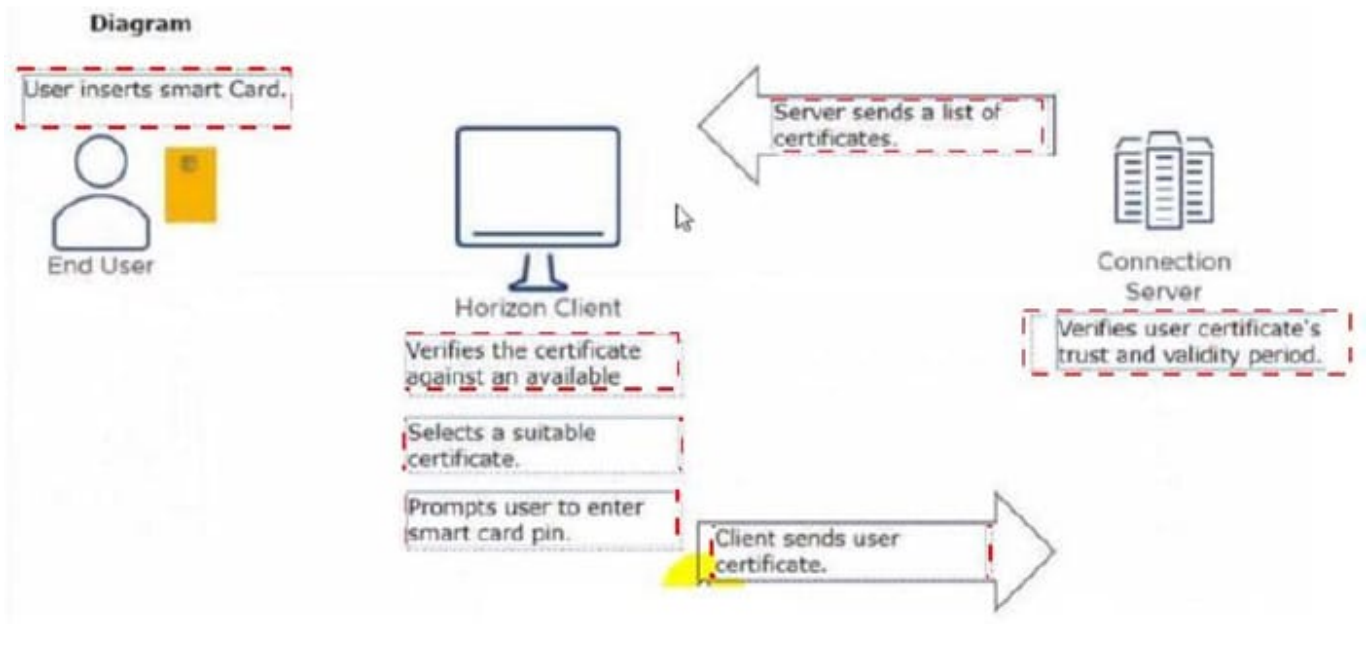 Diagram
User inserts smart Card.
End User
Server sends a list of
certificates.
Horizon Client
Connection
Server
Verifies the certificate
against an available
Selects a suitable
certificate.
Prompts user to enter
smart card pin.
Verifies user certificate's
trust and validity period.
Client sends user
certificate.